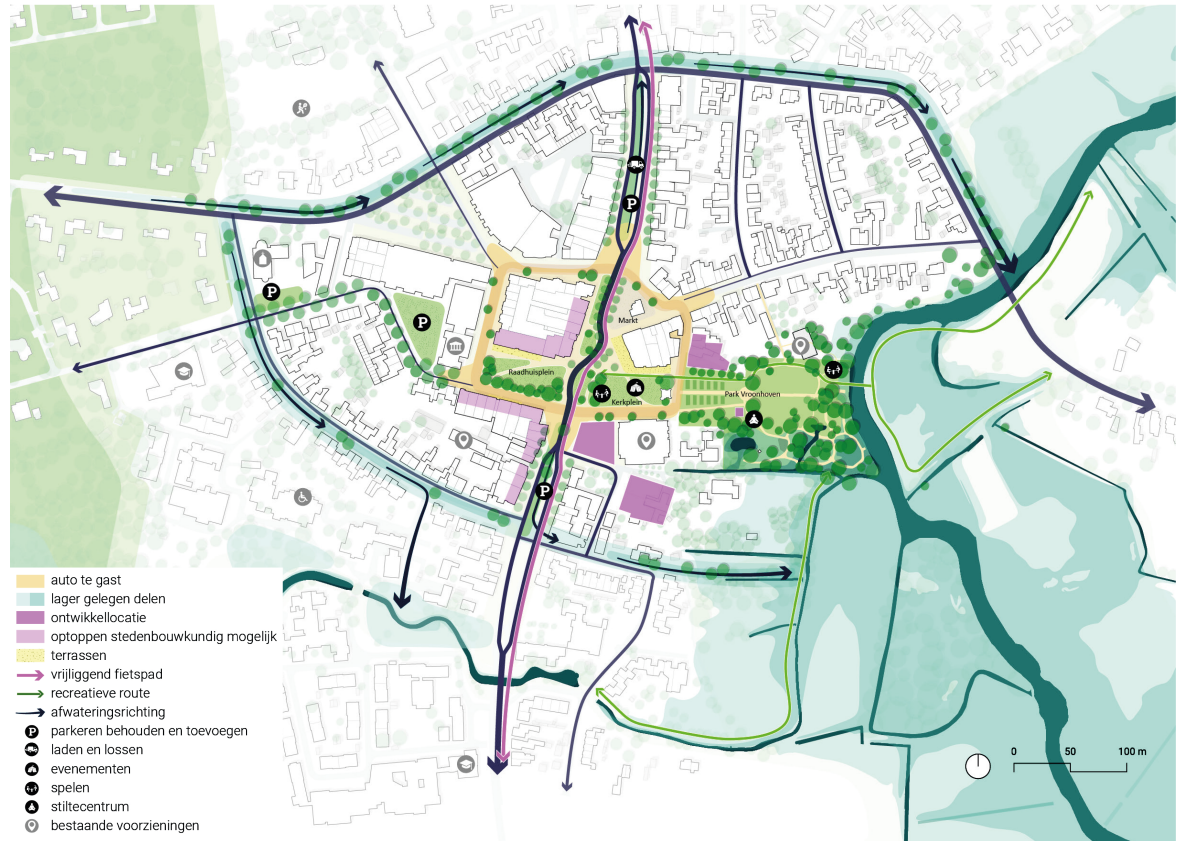 P
P
P
Markt
Raadhuisplein
Kerkplein
Park Vroonhoven
P
auto te gast
lager gelegen delen
ontwikkellocatie
optoppen stedenbouwkundig mogelijk
terrassen
vrijliggend fietspad
recreatieve route
afwateringsrichting
P parkeren behouden en toevoegen
laden en lossen
evenementen
spelen
stiltecentrum
bestaande voorzieningen
0 50 100 m